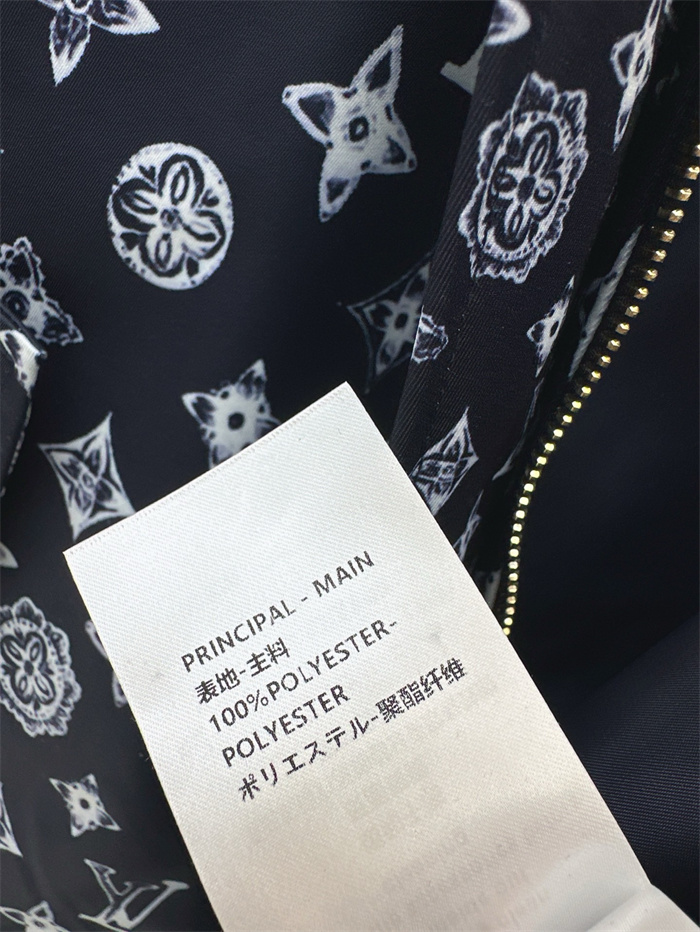 PRINCIPAL - MAIN
表地-主料
100%POLYESTER-
POLYESTER
ポリエステル-聚酯纤维
LV